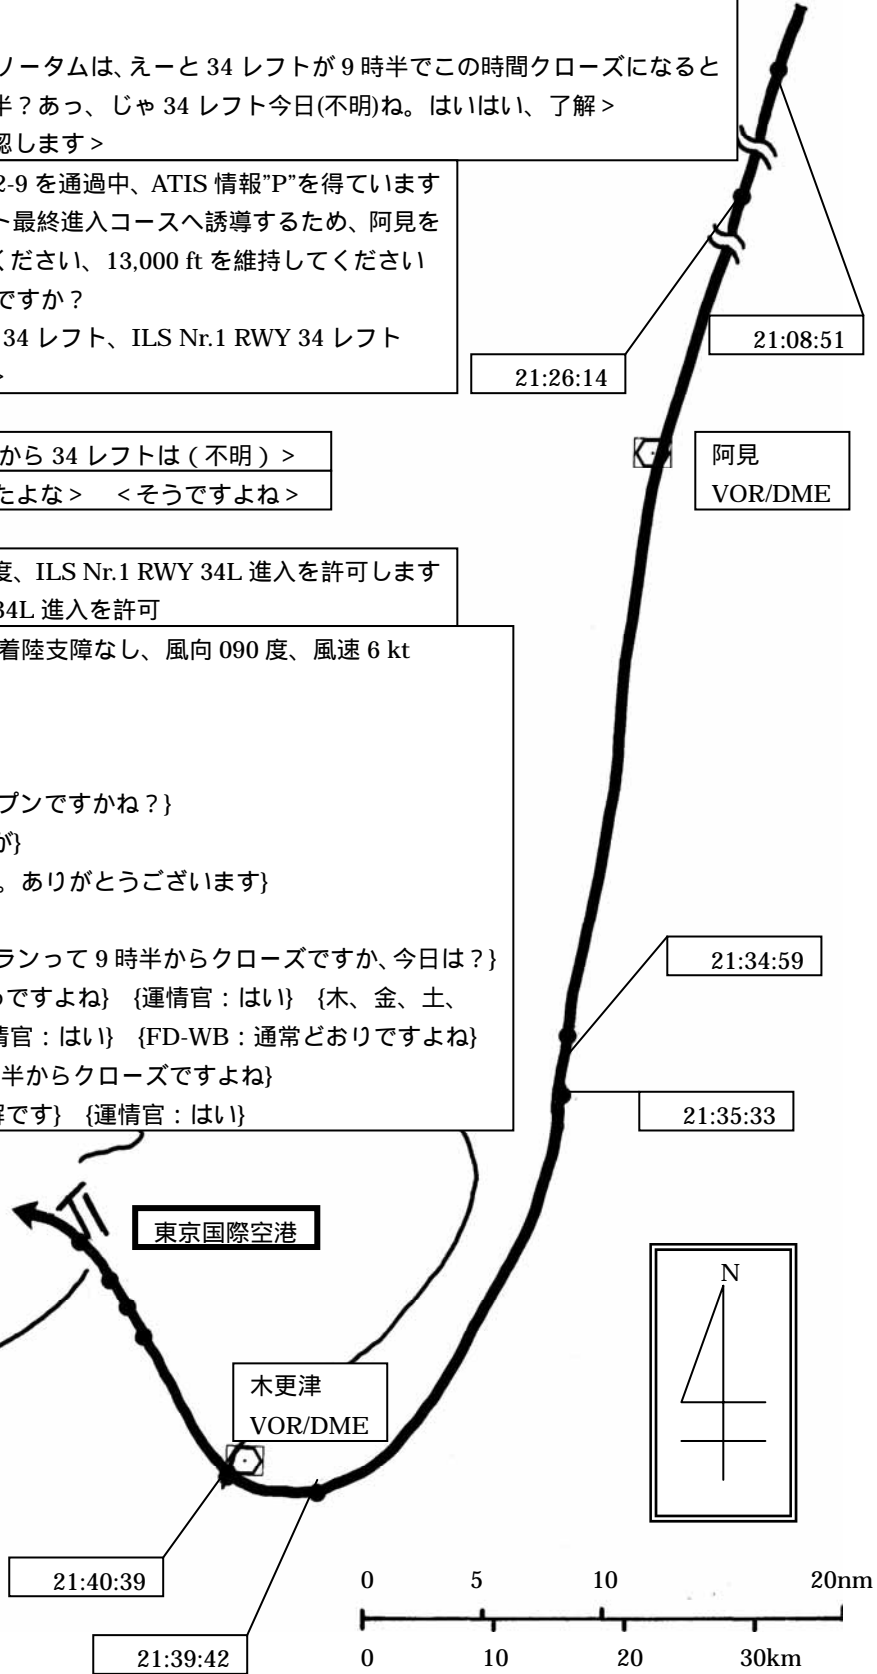 ノータムは、えーと 34 レフトが 9 時半でこの時間クローズになると
半？あっ、じゃ 34 レフト今日(不明)ね。はいはい、了解>
認します>
2-9 を通過中、ATIS 情報”P”を得ています
ト最終進入コースへ誘導するため、阿見を
ください、13,000 ft を維持してください
ですか？
34 レフト、ILS Nr.1 RWY 34 レフト
>
21:08:51
21:26:14
から 34 レフトは（不明）>
たよな> <そうですよね>
阿見
VOR/DME
度、ILS Nr.1 RWY 34L 進入を許可します
34L 進入を許可
着陸支障なし、風向 090 度、風速 6 kt
プンですかね？}
が}
。ありがとうございます}
ランって 9 時半からクローズですか、今日は？}
うですよね} {運情官：はい} {木、金、土、
情官：はい} {FD-WB：通常どおりですよね}
半からクローズですよね}
解です} {運情官：はい}
21:34:59
21:35:33
東京国際空港
N
木更津
VOR/DME
21:40:39
21:39:42
0 5 10 20nm
0 10 20 30km